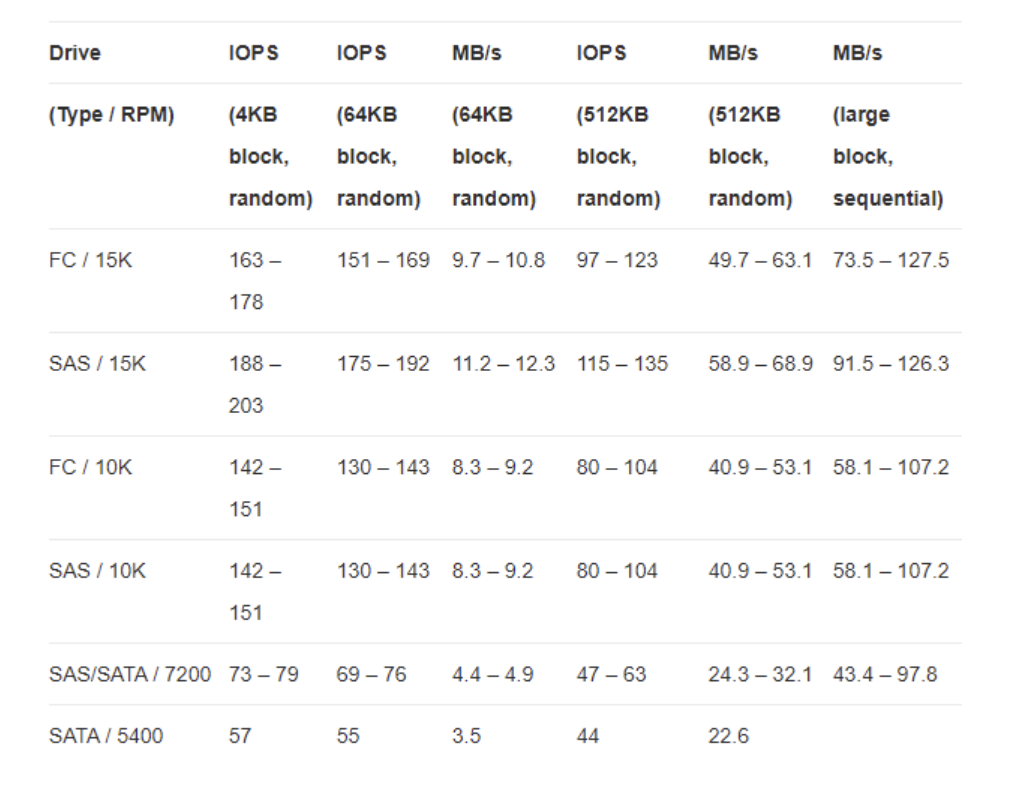 Drive IOPS IOPS MB/s IOPS MB/s MB/s
(Type / RPM) (4KB (64KB (64KB (512KB (512KB (large
block, block, block, block, block, block,
random) random) random) random) random) sequential)
FC / 15K 163 – 151 – 169 9.7 – 10.8 97 – 123 49.7 – 63.1 73.5 – 127.5
178
SAS / 15K 188 – 175 – 192 11.2 – 12.3 115 – 135 58.9 – 68.9 91.5 – 126.3
203
FC / 10K 142 – 130 – 143 8.3 – 9.2 80 – 104 40.9 – 53.1 58.1 – 107.2
151
SAS / 10K 142 – 130 – 143 8.3 – 9.2 80 – 104 40.9 – 53.1 58.1 – 107.2
151
SAS/SATA / 7200 73 – 79 69 – 76 4.4 – 4.9 47 – 63 24.3 – 32.1 43.4 – 97.8
SATA / 5400 57 55 3.5 44 22.6